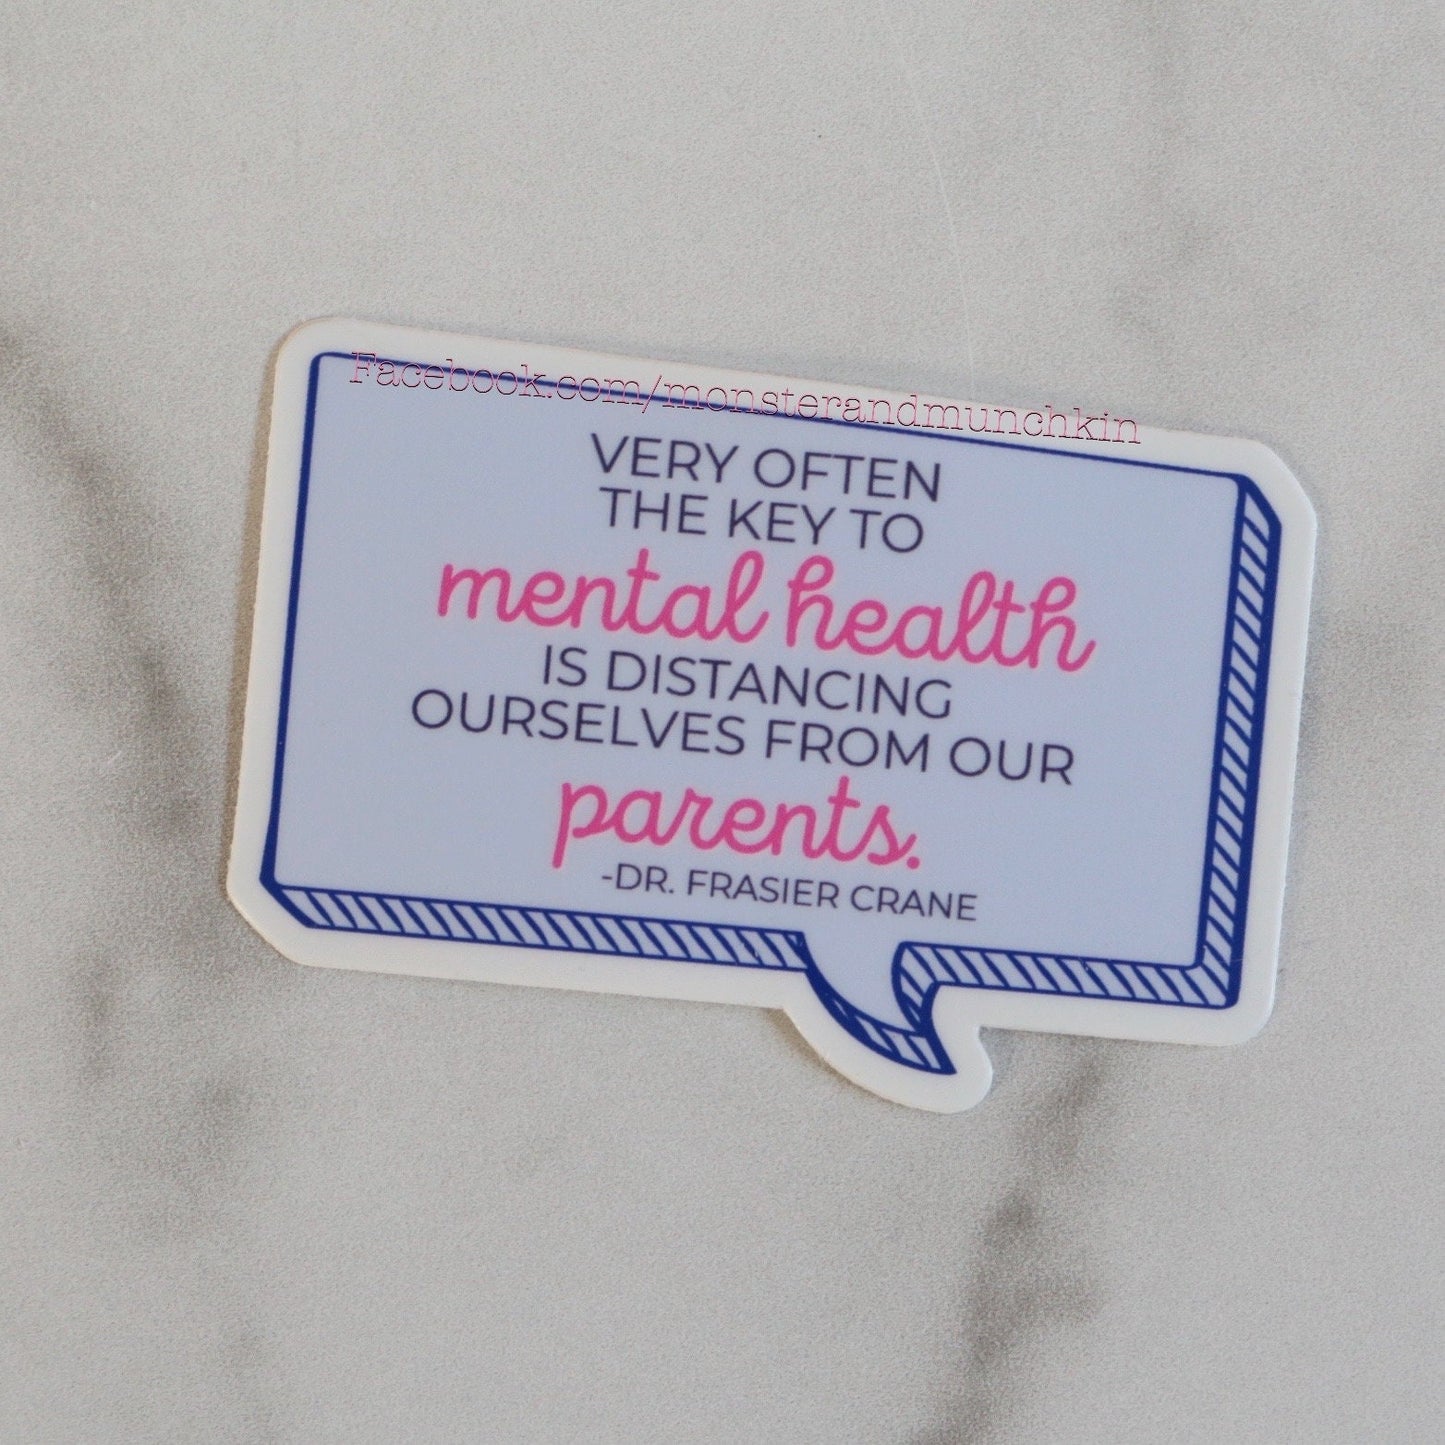 Facebook.com/monsterandmunchkin
VERY OFTEN
THE KEY TO
mental health
IS DISTANCING
OURSELVES FROM OUR
parents.
-DR. FRASIER CRANE